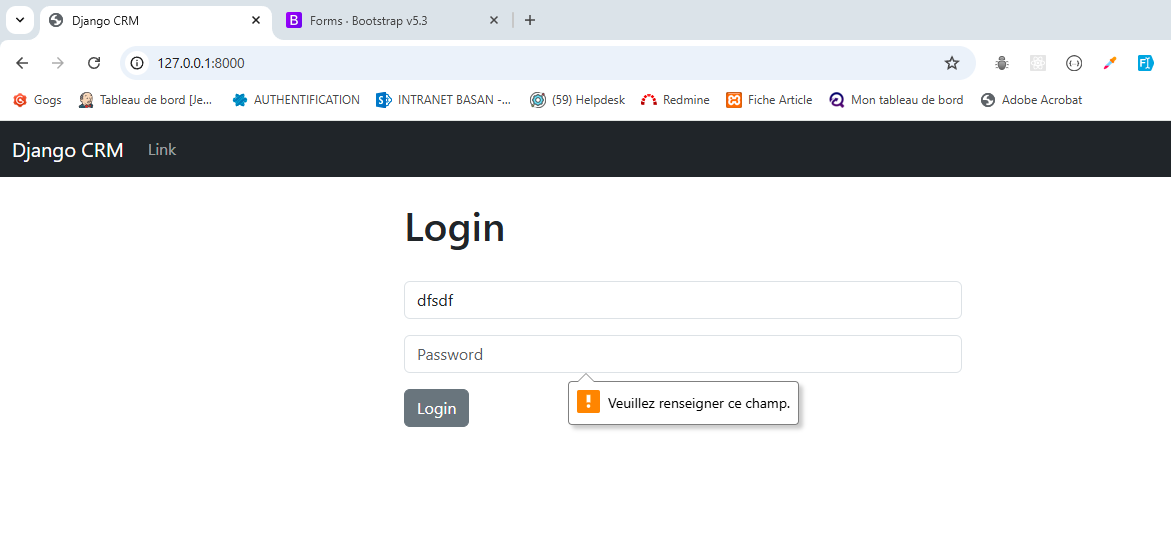 Django CRM
Forms · Bootstrap v5.3
127.0.0.1:8000
Gogs
Tableau de bord [Je...
AUTHENTIFICATION
INTRANET BASAN -...
(59) Helpdesk
Redmine
Fiche Article
Mon tableau de bord
Adobe Acrobat
Django CRM
Link
Login
dfsdf
Password
Login
Veuillez renseigner ce champ.